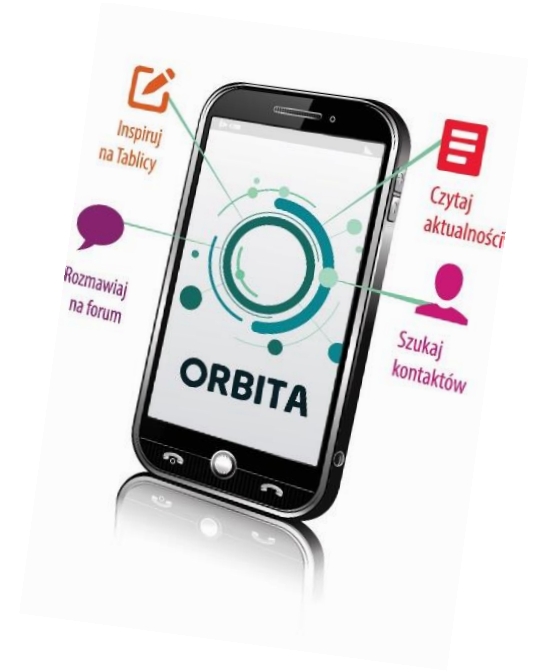 Inspiruj
na Tablicy
Czytaj
aktualności
Rozmawiaj
na forum
Szukaj
kontaktów
ORBITA